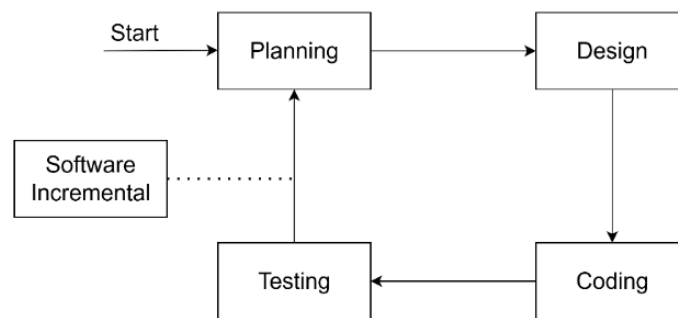 Start
Planning
Design
Software
Incremental
Testing
Coding